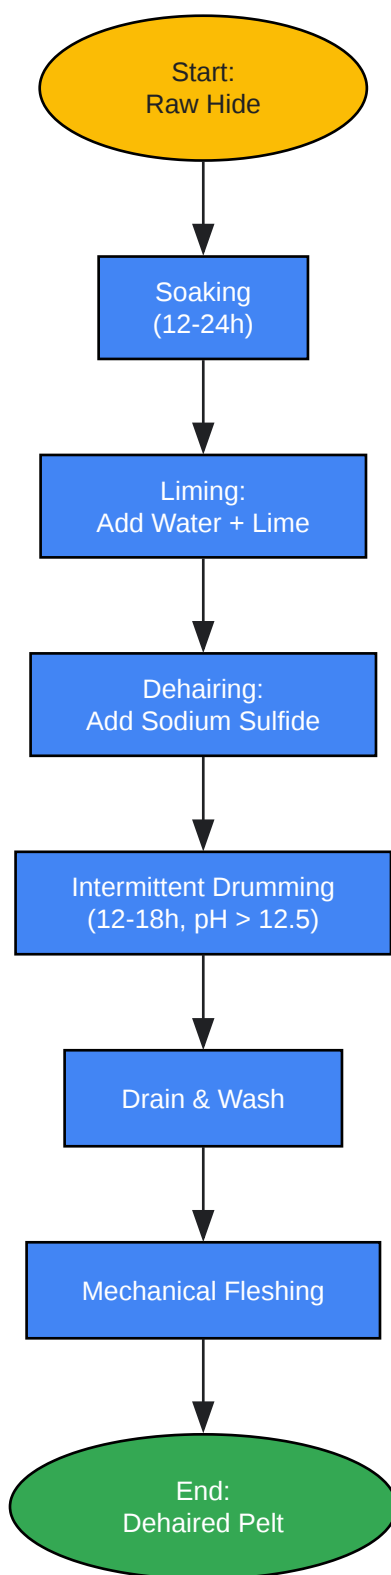 Start:
Raw Hide
Soaking
(12-24h)
Liming:
Add Water + Lime
Dehairing:
Add Sodium Sulfide
Intermittent Drumming
(12-18h, pH > 12.5)
Drain & Wash
Mechanical Fleshing
End:
Dehaired Pelt